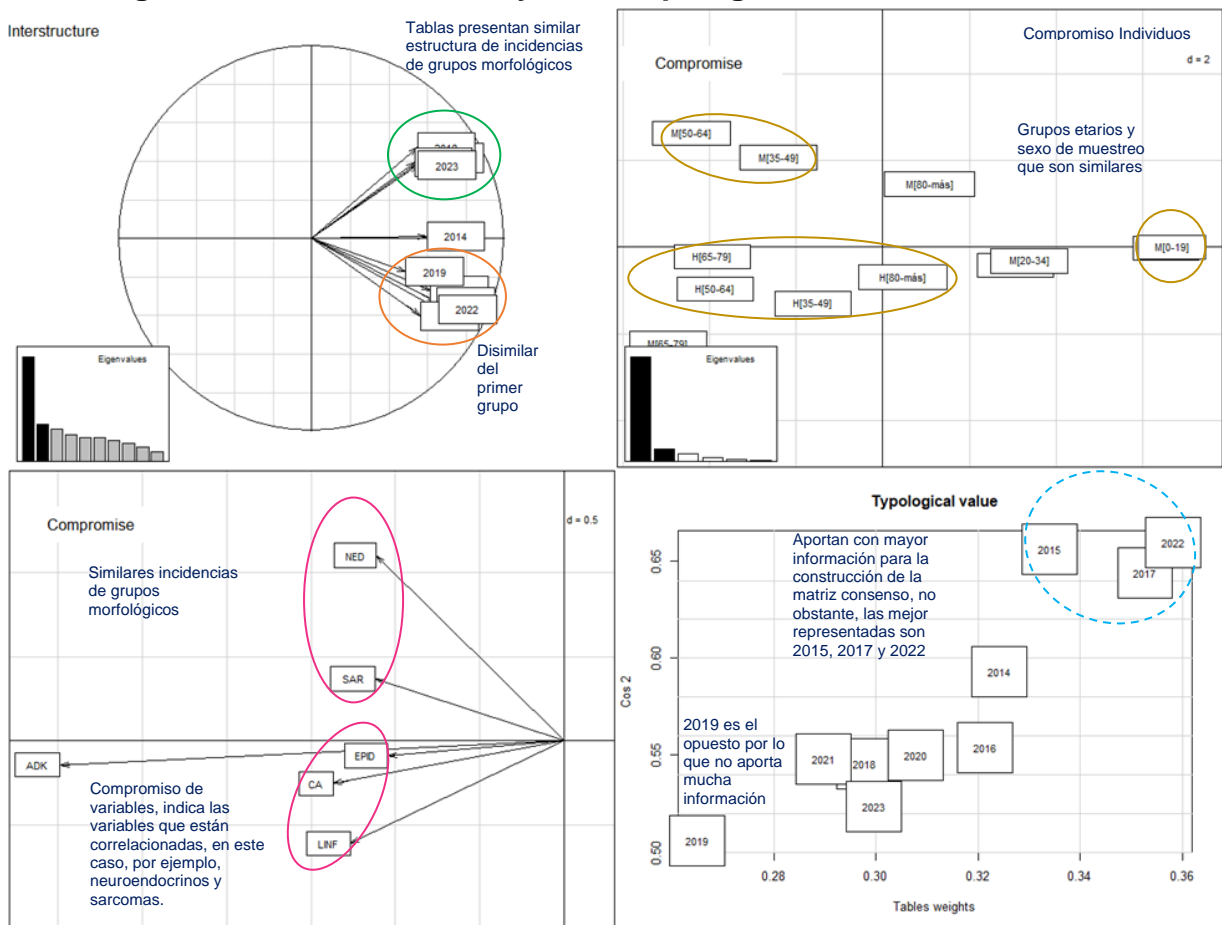 Interstructure
Tablas presentan similar
estructura de incidencias
de grupos morfológicos
2023
2014
2019
2022
Disimilar
del
primer
grupo
Eigenvalues
Compromiso Individuos
d = 2
Compromise
Grupos etarios y
sexo de muestreo
que son similares
M[50-64]
M[35-49]
M[80-más]
M[0-19]
M[20-34]
H[65-79]
H[80-más]
H[50-64]
H[35-49]
M[65-79]
Eigenvalues
d = 0.5
Compromise
Similares incidencias
de grupos
morfológicos
NED
SAR
ADK
EPID
CA
LINF
Compromiso de
variables, indica las
variables que están
correlacionadas, en este
caso, por ejemplo,
neuroendocrinos y
sarcomas.
Typological value
Aportan con mayor
información para la
construcción de la
matriz consenso, no
obstante, las mejor
representadas son
2015, 2017 y 2022
2015
2022
2017
2014
2019 es el
opuesto por lo
que no aporta
mucha
información
2021
2018
2020
2016
2023
2019
Cos 2
0.65
0.60
0.55
0.50
0.28
0.30
0.32
0.34
0.36
Tables weights